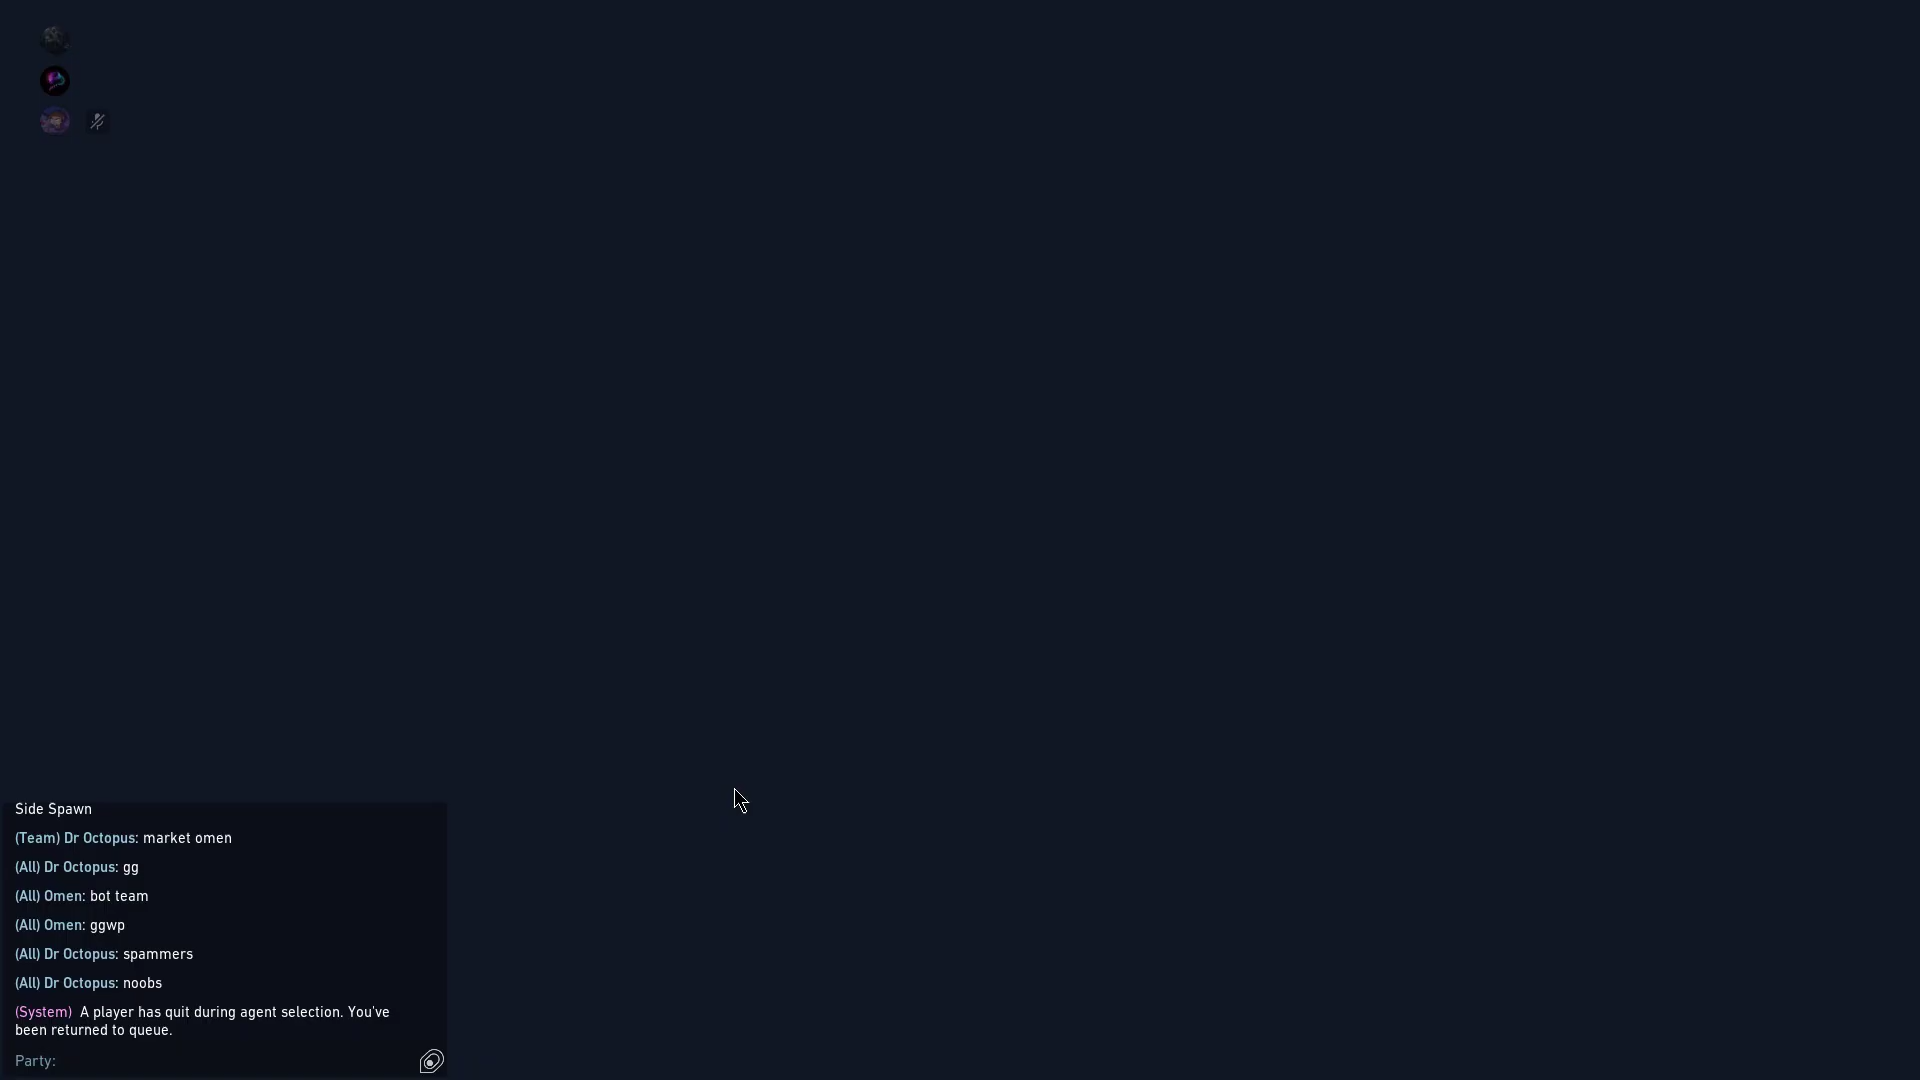 Side Spawn
(Team) Dr Octopus: market omen
(All) Dr Octopus: gg
(All) Omen: bot team
(All) Omen: ggwp
(All) Dr Octopus: spammers
(All) Dr Octopus: noobs
(System) A player has quit during agent selection. You've
been returned to queue.
Party: